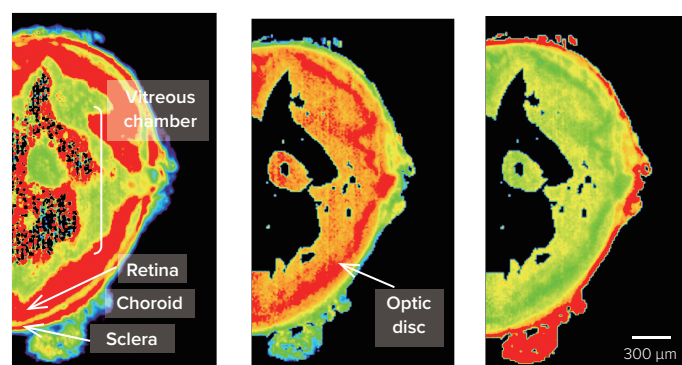 Vitreous
chamber
Retina
Choroid
Sclera
Optic
disc
300 µm